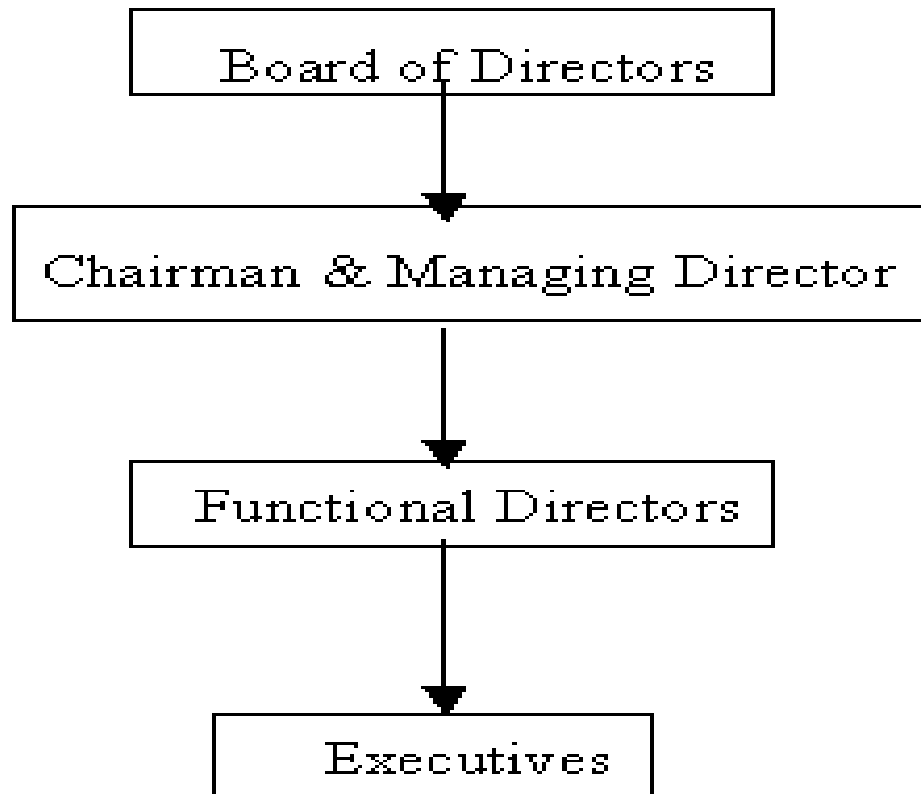 Board of Directors
Chairman & Managing Director
Functional Directors
Executives